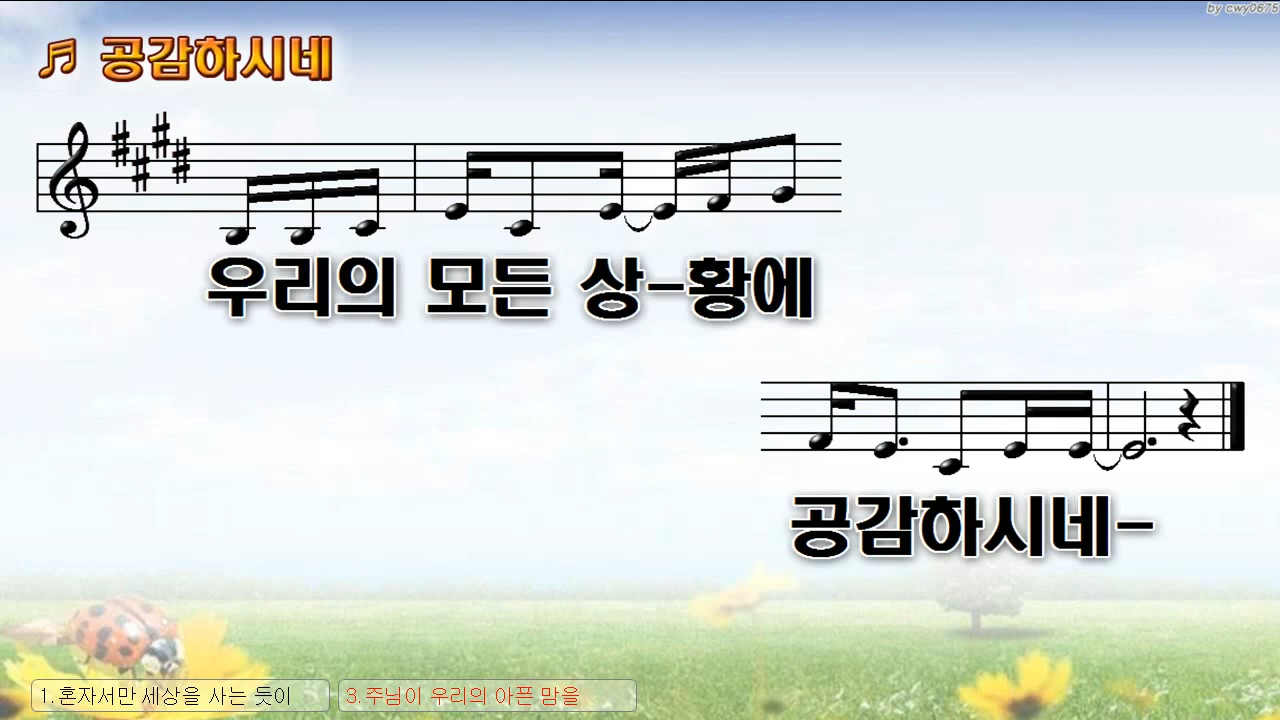 by cwy0675
♬ 공감하시네
우리의 모든 상-황에
공감하시네-
1.혼자서만 세상을 사는 듯이
3.주님이 우리의 아픈 맘을